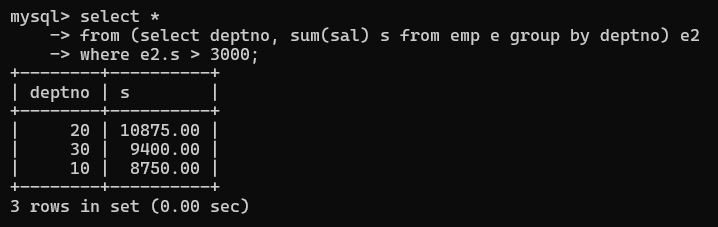 mysql> select *
    -> from (select deptno, sum(sal) s from emp e group by deptno) e2
    -> where e2.s > 3000;
+--------+----------+
| deptno | s        |
+--------+----------+
|     20 | 10875.00 |
|     30 |  9400.00 |
|     10 |  8750.00 |
+--------+----------+
3 rows in set (0.00 sec)